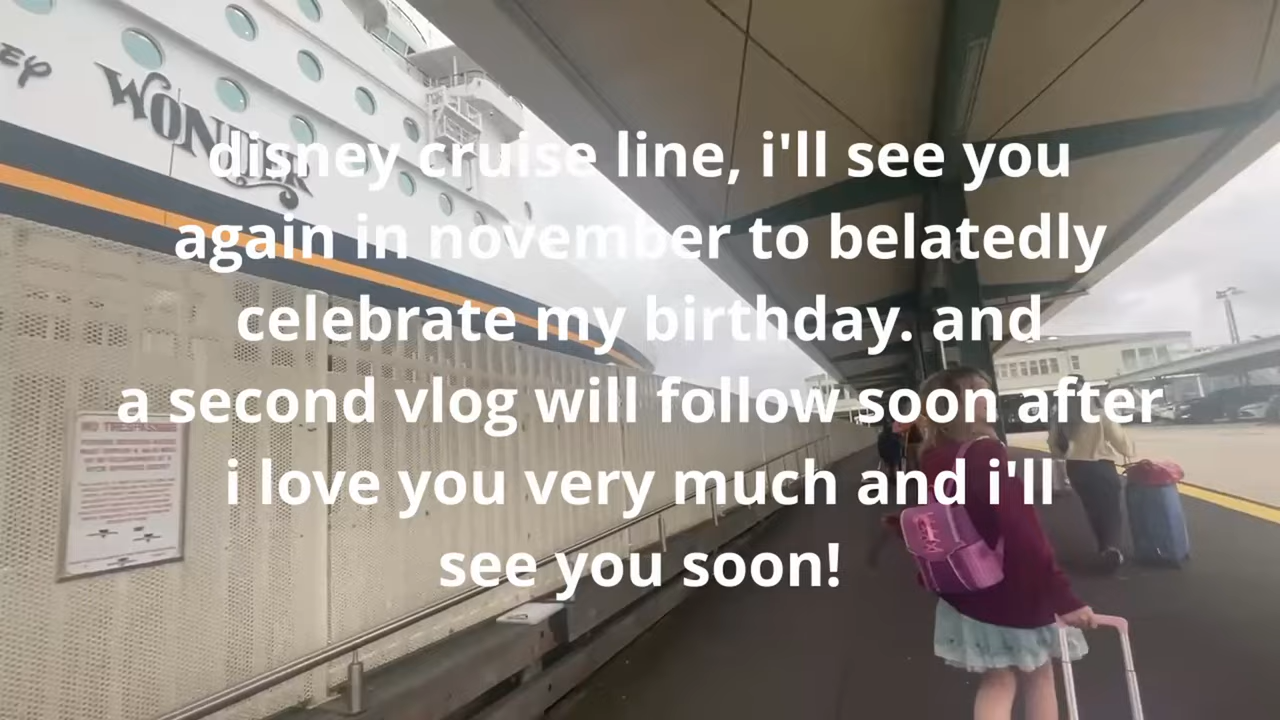 WONDER
disney cruise line, i'll see you
again in november to belatedly
celebrate my birthday. and
a second vlog will follow soon after
i love you very much and i'll
see you soon!
NO TRESPASSING